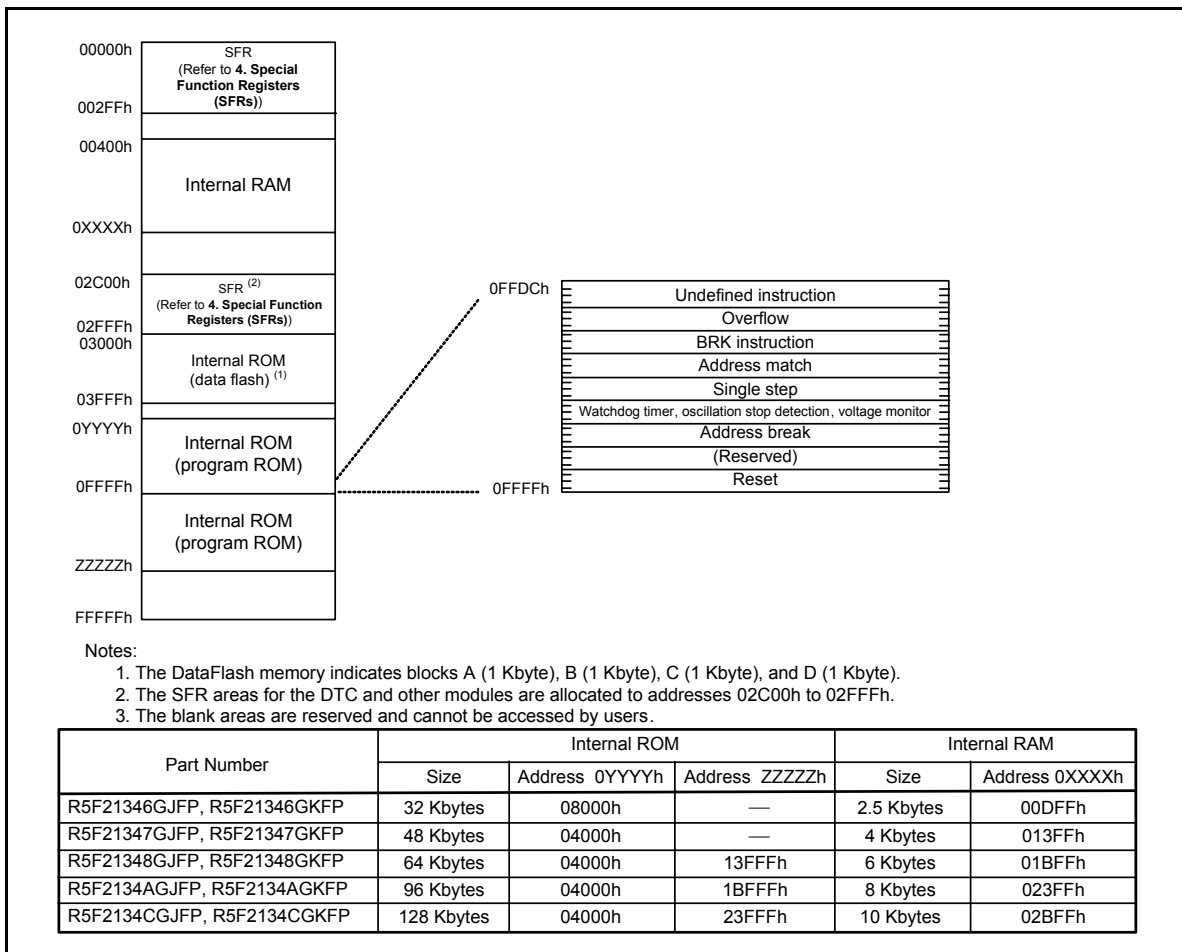 00000h
SFR
(Refer to 4. Special
Function Registers
(SFRs))
002FFh
00400h
Internal RAM
0XXXXh
02C00h
SFR (2)
(Refer to 4. Special Function
Registers (SFRs))
02FFFh
03000h
Internal ROM
(data flash) (1)
03FFFh
0YYYYh
Internal ROM
(program ROM)
0FFFFh
Internal ROM
(program ROM)
ZZZZZh
FFFFFh
0FFDCh
Undefined instruction
Overflow
BRK instruction
Address match
Single step
Watchdog timer, oscillation stop detection, voltage monitor
Address break
(Reserved)
Reset
0FFFFh
Notes:
1. The DataFlash memory indicates blocks A (1 Kbyte), B (1 Kbyte), C (1 Kbyte), and D (1 Kbyte).
2. The SFR areas for the DTC and other modules are allocated to addresses 02C00h to 02FFFh.
3. The blank areas are reserved and cannot be accessed by users.
Part Number Internal ROM Internal RAM
Size Address 0YYYYh Address ZZZZZh Size Address 0XXXXh
R5F21346GJFP, R5F21346GKFP 32 Kbytes 08000h — 2.5 Kbytes 00DFFh
R5F21347GJFP, R5F21347GKFP 48 Kbytes 04000h — 4 Kbytes 013FFh
R5F21348GJFP, R5F21348GKFP 64 Kbytes 04000h 13FFFh 6 Kbytes 01BFFh
R5F2134AGJFP, R5F2134AGKFP 96 Kbytes 04000h 1BFFFh 8 Kbytes 023FFh
R5F2134CGJFP, R5F2134CGKFP 128 Kbytes 04000h 23FFFh 10 Kbytes 02BFFh